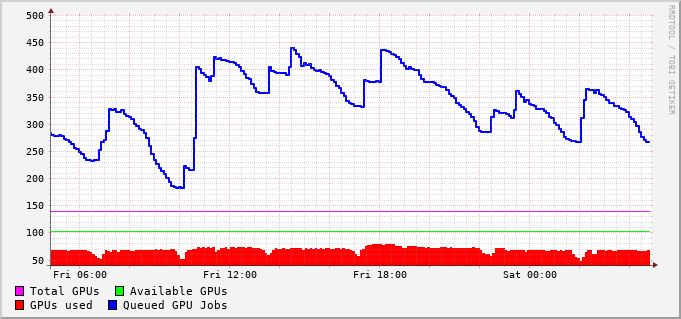 500
450
400
350
300
250
200
150
100
50
Fri 06:00 Fri 12:00 Fri 18:00 Sat 00:00
Total GPUs Available GPUs
GPUs used Queued GPU Jobs
RRDTOOL / TOBI OETIKER